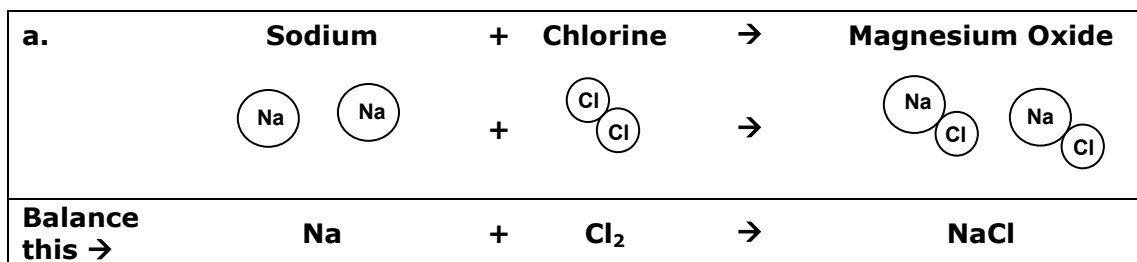 a. Sodium + Chlorine → Magnesium Oxide
Na Na + Cl Cl → Na Cl Na Cl
Balance this → Na + Cl₂ → NaCl